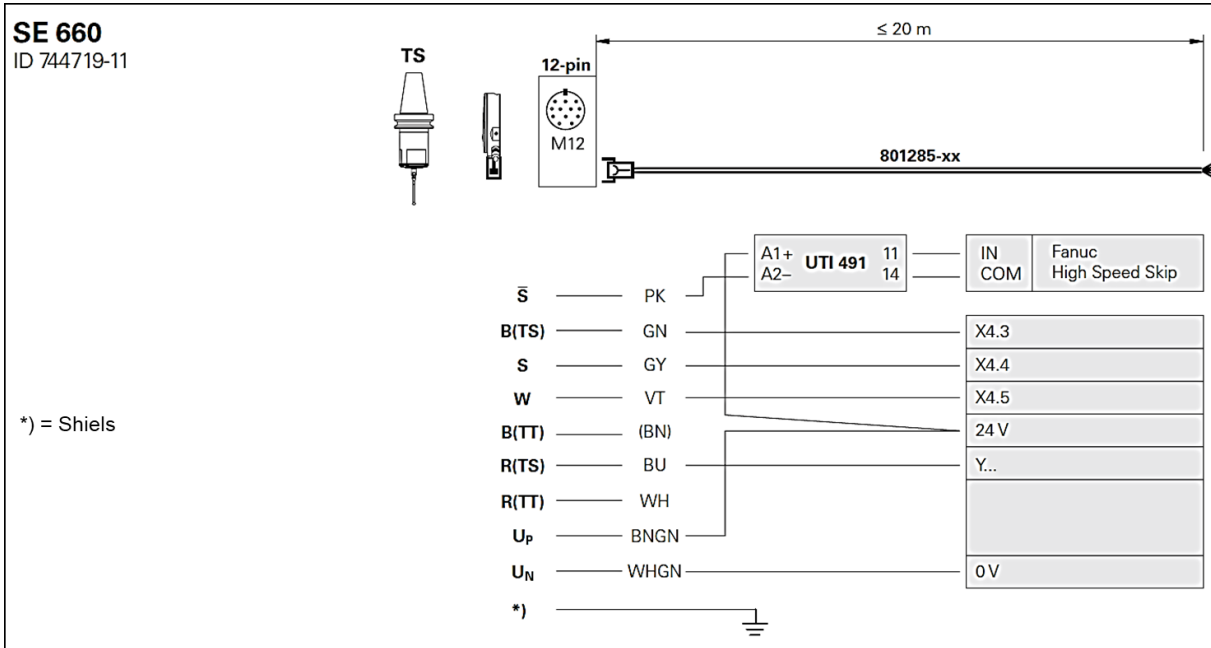 SE 660
ID 744719-11
TS
12-pin
M12
≤ 20 m
801285-xx
A1+ UTI 491 11
A2– 14
IN Fanuc
COM High Speed Skip
S̅ PK
B(TS) GN X4.3
S GY X4.4
W VT X4.5
B(TT) (BN) 24 V
R(TS) BU Y...
R(TT) WH
UP BNGN
UN WHGN 0 V
*)
*) = Shiels